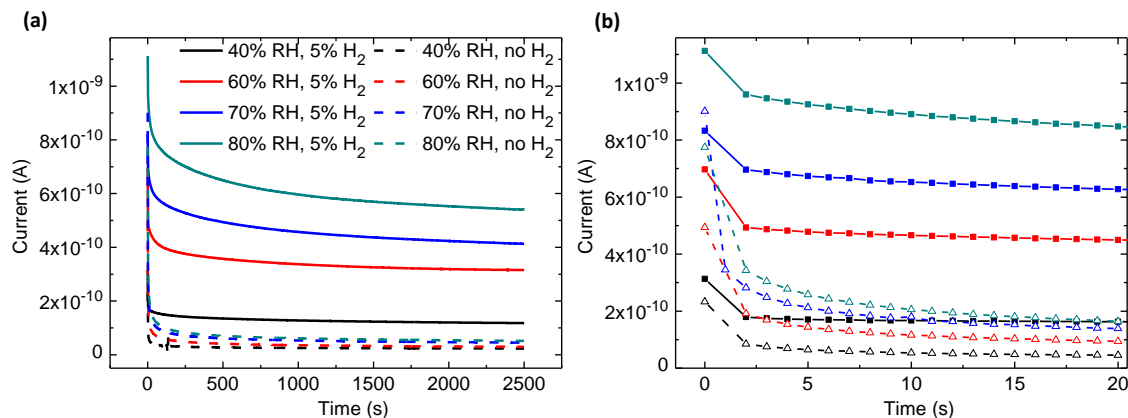 (a)
40% RH, 5% H₂ 40% RH, no H₂
60% RH, 5% H₂ 60% RH, no H₂
70% RH, 5% H₂ 70% RH, no H₂
80% RH, 5% H₂ 80% RH, no H₂
1x10⁻⁹
8x10⁻¹⁰
6x10⁻¹⁰
4x10⁻¹⁰
2x10⁻¹⁰
0
Current (A)
0 500 1000 1500 2000 2500
Time (s)
(b)
1x10⁻⁹
8x10⁻¹⁰
6x10⁻¹⁰
4x10⁻¹⁰
2x10⁻¹⁰
0
Current (A)
0 5 10 15 20
Time (s)